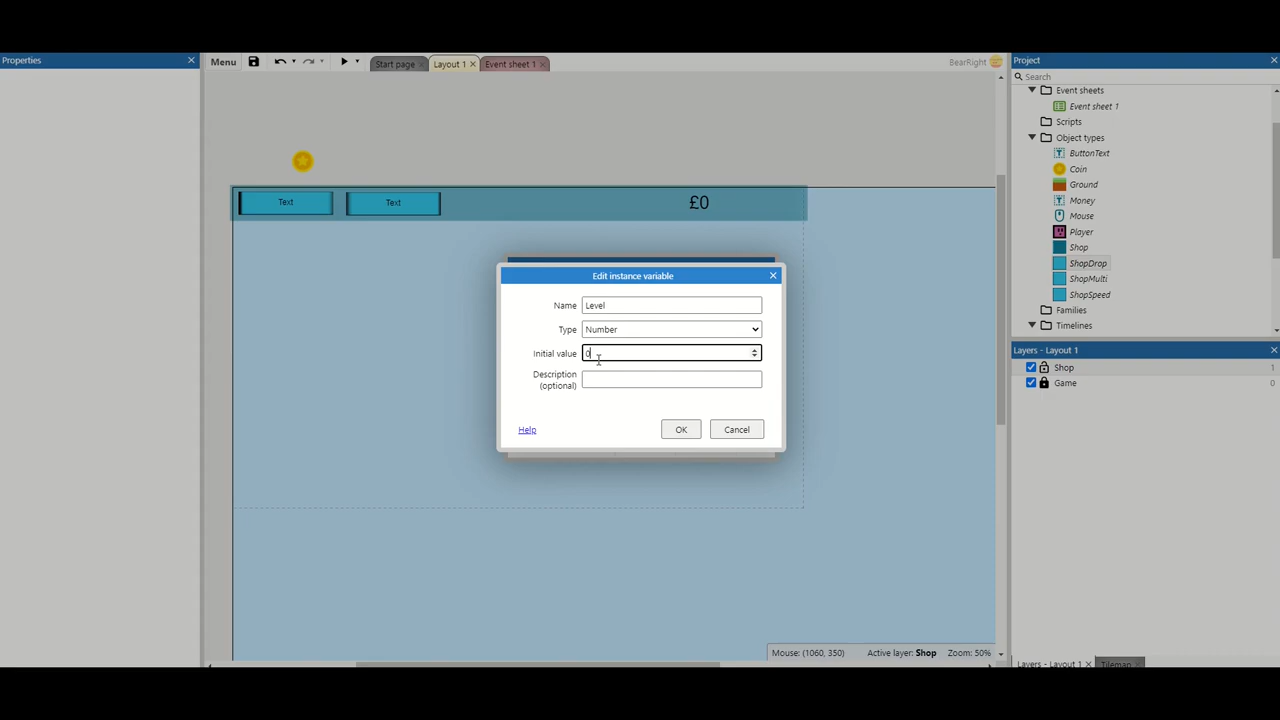 Properties
Menu
Start page
Layout 1
Event sheet 1
BearRight
Project
Search
Event sheets
Event sheet 1
Scripts
Object types
ButtonText
Coin
Ground
Money
Mouse
Player
Shop
ShopDrop
ShopMulti
ShopSpeed
Families
Timelines
Text
Text
£0
Edit instance variable
Name Level
Type Number
Initial value 0
Description
(optional)
Help
OK
Cancel
Layers - Layout 1
Shop 1
Game 0
Mouse: (1060, 350)
Active layer: Shop
Zoom: 50%
Layers - Layout 1
Tilemap